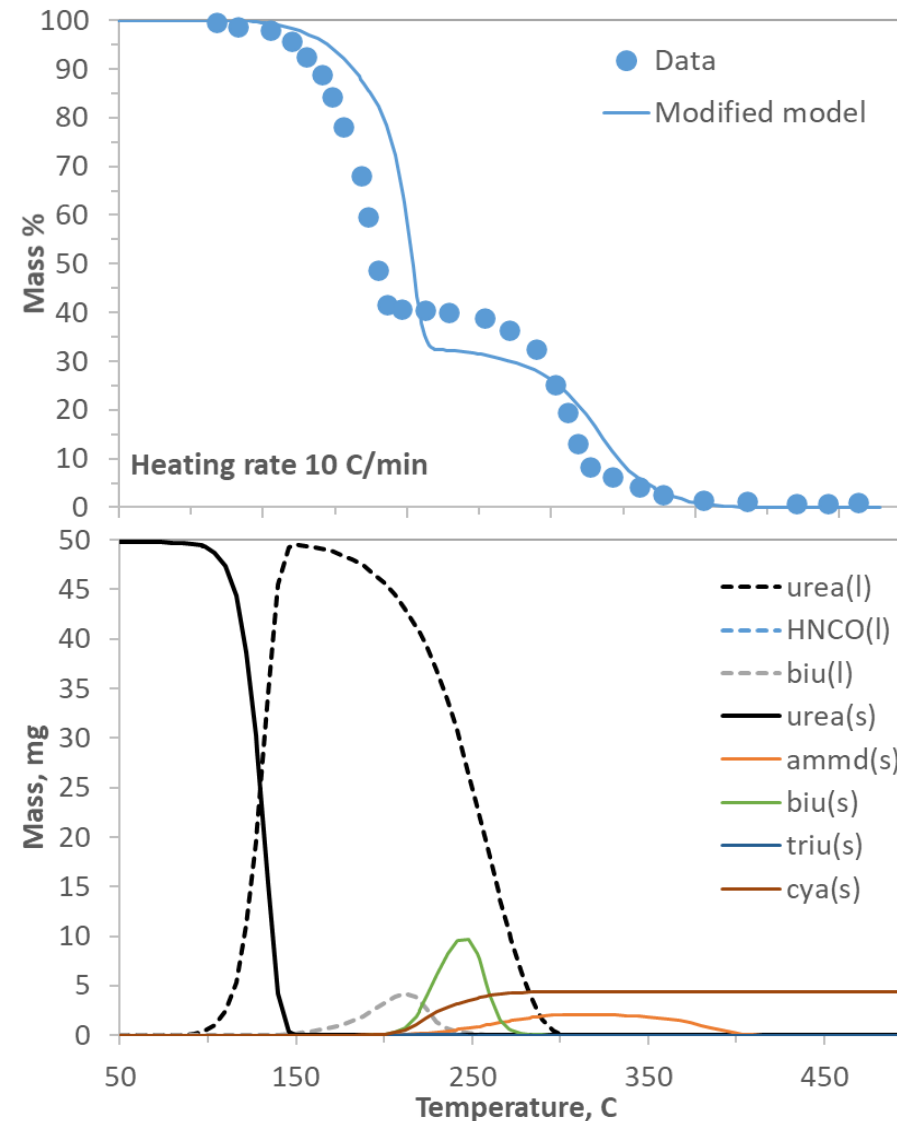 100
90
80
70
60
50
40
30
20
10
0
Mass %
Data
Modified model
Heating rate 10 C/min
50
45
40
35
30
25
20
15
10
5
0
Mass, mg
urea(l)
HNCO(l)
biu(l)
urea(s)
ammd(s)
biu(s)
triu(s)
cya(s)
50 150 250 350 450
Temperature, C